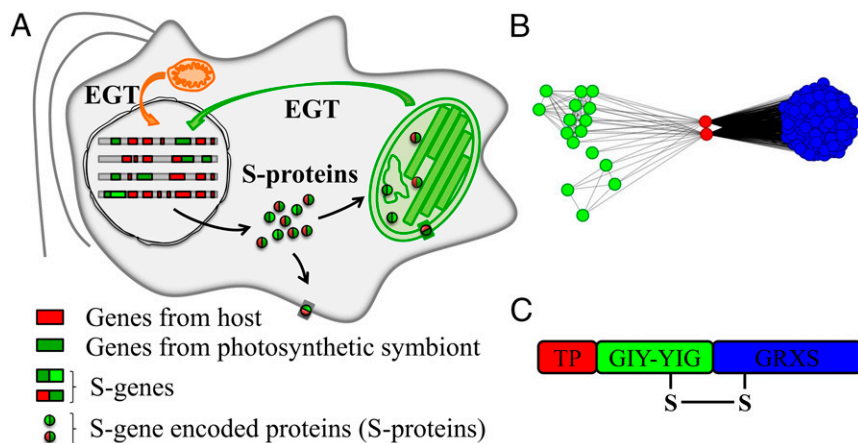 A
B
EGT
EGT
S-proteins
Genes from host
Genes from photosynthetic symbiont
S-genes
S-gene encoded proteins (S-proteins)
C
TP GIY-YIG GRXS
S S